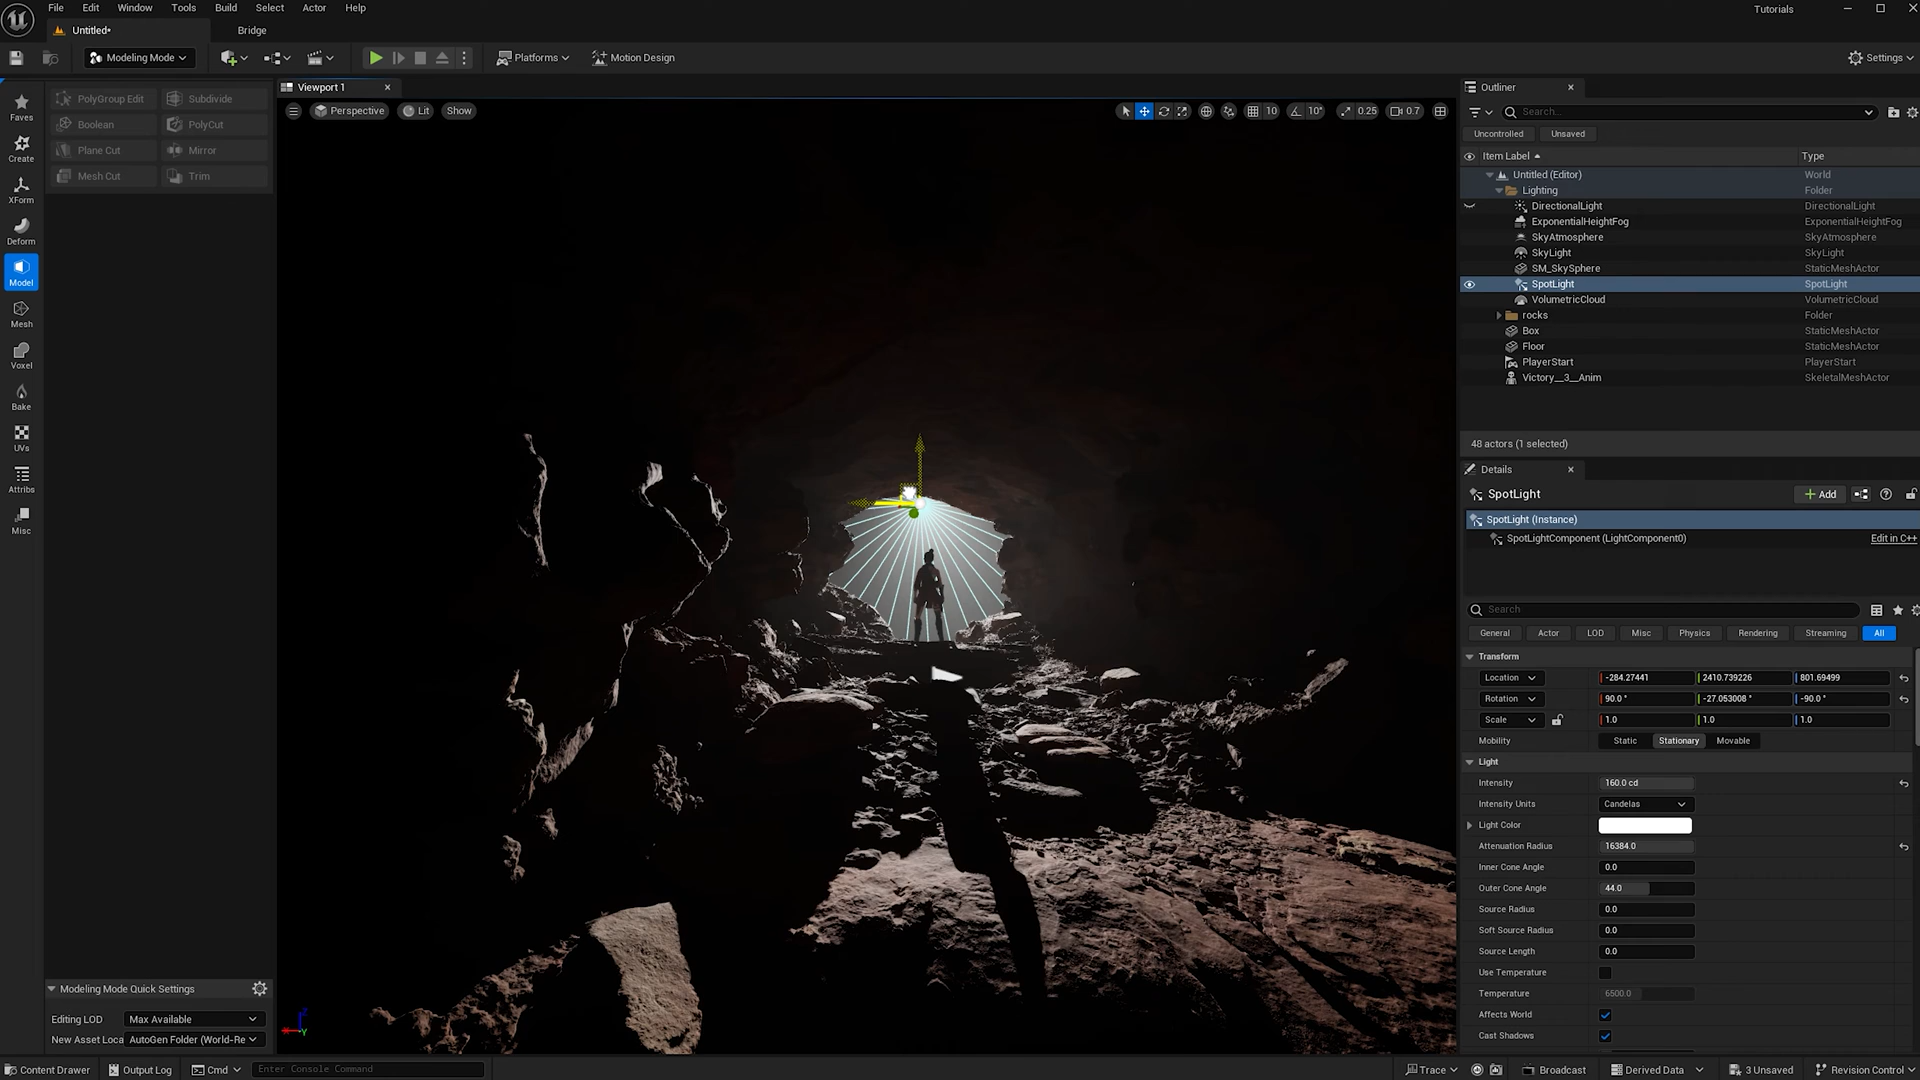 File Edit Window Tools Build Select Actor Help
Tutorials
Untitled•
Bridge
Modeling Mode
Platforms
Motion Design
Settings
Viewport 1
Outliner
Perspective
Lit
Show
10
10°
0.25
0.7
Search...
Uncontrolled
Unsaved
Item Label
Type
Untitled (Editor) World
Lighting Folder
DirectionalLight DirectionalLight
ExponentialHeightFog ExponentialHeightFog
SkyAtmosphere SkyAtmosphere
SkyLight SkyLight
SM_SkySphere StaticMeshActor
SpotLight SpotLight
VolumetricCloud VolumetricCloud
rocks Folder
Box StaticMeshActor
Floor StaticMeshActor
PlayerStart PlayerStart
Victory__3__Anim SkeletalMeshActor
48 actors (1 selected)
Faves
Create
XForm
Deform
Model
Mesh
Voxel
Bake
UVs
Attribs
Misc
PolyGroup Edit Subdivide
Boolean PolyCut
Plane Cut Mirror
Mesh Cut Trim
Details
SpotLight
Add
SpotLight (Instance)
SpotLightComponent (LightComponent0) Edit in C++
Search
General Actor LOD Misc Physics Rendering Streaming All
Transform
Location -284.27441 2410.739226 801.69499
Rotation 90.0 ° -27.053008 ° -90.0 °
Scale 1.0 1.0 1.0
Mobility Static Stationary Movable
Light
Intensity 160.0 cd
Intensity Units Candelas
Light Color
Attenuation Radius 16384.0
Inner Cone Angle 0.0
Outer Cone Angle 44.0
Source Radius 0.0
Soft Source Radius 0.0
Source Length 0.0
Use Temperature
Temperature 6500.0
Affects World
Cast Shadows
Modeling Mode Quick Settings
Editing LOD Max Available
New Asset Loca AutoGen Folder (World-Re
Z
Y
Content Drawer
Output Log
Cmd
Enter Console Command
Trace
Broadcast
Derived Data
3 Unsaved
Revision Control